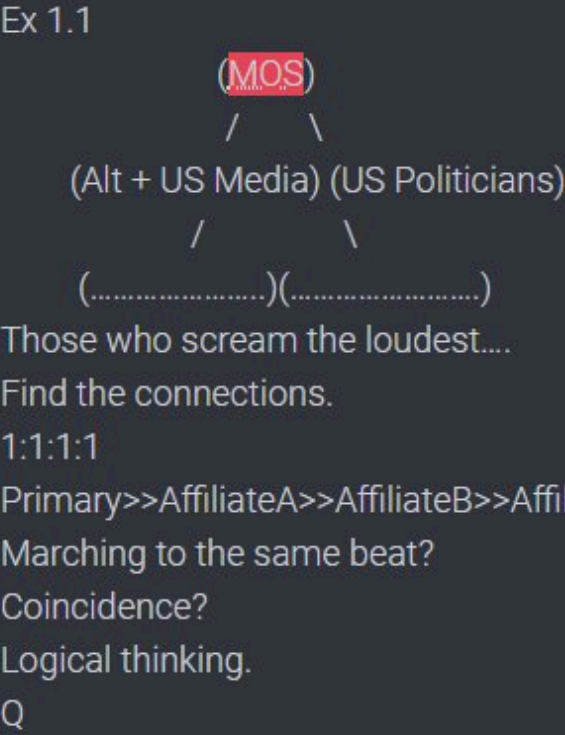 Ex 1.1
(MOS)
/ \
(Alt + US Media) (US Politicians)
/ \
(…………………..)(…………………….)
Those who scream the loudest….
Find the connections.
1:1:1:1
Primary>>AffiliateA>>AffiliateB>>Affil
Marching to the same beat?
Coincidence?
Logical thinking.
Q